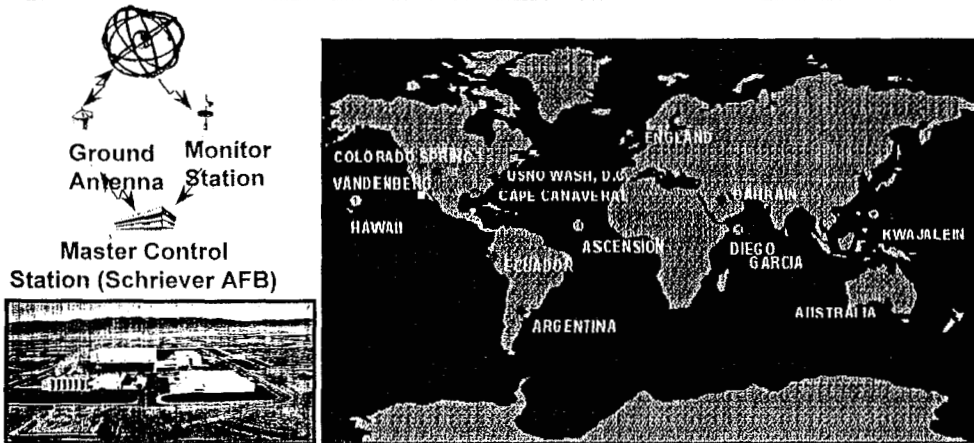 Ground
Antenna
Monitor
Station
Master Control
Station (Schriever AFB)
ENGLAND
COLORADO SPRING
USNO WASH, D.C.
VANDENBERG
CAPE CANAVERAL
BAHRAIN
HAWAII
ASCENSION
KWAJALEIN
DIEGO
GARCIA
ECUADOR
AUSTRALIA
ARGENTINA